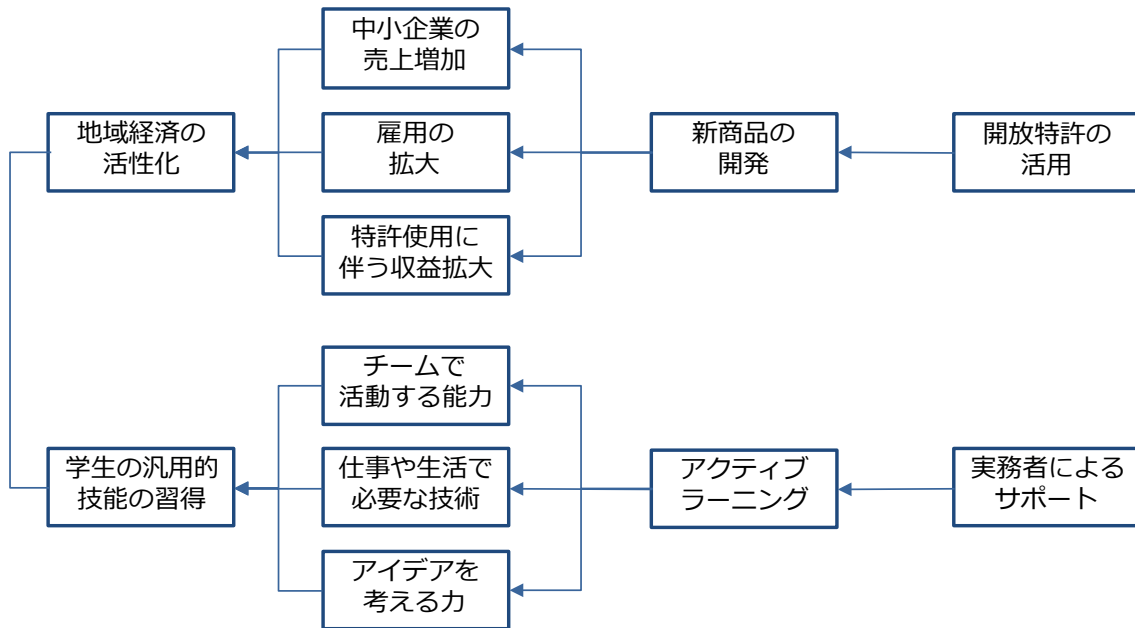 中小企業の
売上増加
地域経済の
活性化
雇用の
拡大
新商品の
開発
開放特許の
活用
特許使用に
伴う収益拡大
チームで
活動する能力
学生の汎用的
技能の習得
仕事や生活で
必要な技術
アクティブ
ラーニング
実務者による
サポート
アイデアを
考える力